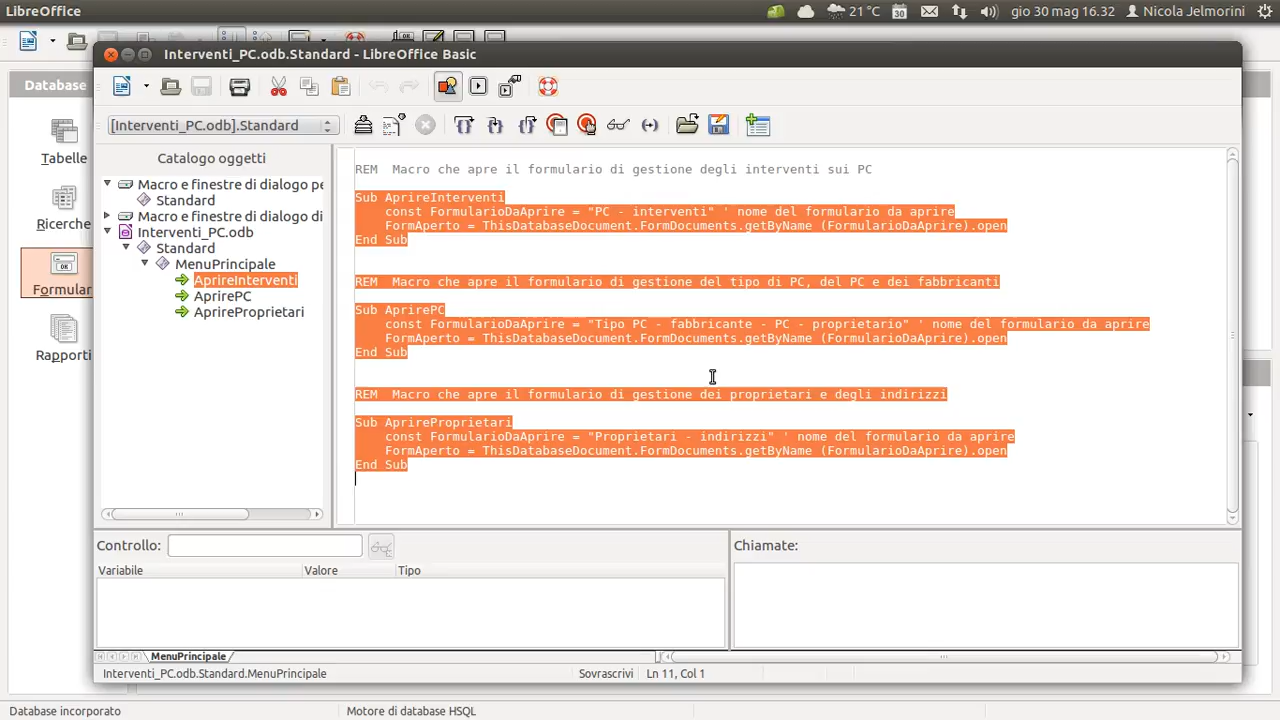 LibreOffice
21 °C
30
gio 30 mag 16.32
Nicola Jelmorini
Interventi_PC.odb.Standard - LibreOffice Basic
Database
Tabelle
Ricerche
Formular
Rapporti
[Interventi_PC.odb].Standard
Catalogo oggetti
Macro e finestre di dialogo pe
Standard
Macro e finestre di dialogo di
Interventi_PC.odb
Standard
MenuPrincipale
AprireInterventi
AprirePC
AprireProprietari
REM  Macro che apre il formulario di gestione degli interventi sui PC
Sub AprireInterventi
const FormularioDaAprire = "PC - interventi" ' nome del formulario da aprire
FormAperto = ThisDatabaseDocument.FormDocuments.getByName (FormularioDaAprire).open
End Sub
REM  Macro che apre il formulario di gestione del tipo di PC, del PC e dei fabbricanti
Sub AprirePC
const FormularioDaAprire = "Tipo PC - fabbricante - PC - proprietario" ' nome del formulario da aprire
FormAperto = ThisDatabaseDocument.FormDocuments.getByName (FormularioDaAprire).open
End Sub
REM  Macro che apre il formulario di gestione dei proprietari e degli indirizzi
Sub AprireProprietari
const FormularioDaAprire = "Proprietari - indirizzi" ' nome del formulario da aprire
FormAperto = ThisDatabaseDocument.FormDocuments.getByName (FormularioDaAprire).open
End Sub
Controllo:
Chiamate:
Variabile
Valore
Tipo
MenuPrincipale
Interventi_PC.odb.Standard.MenuPrincipale
Sovrascrivi
Ln 11, Col 1
Database incorporato
Motore di database HSQL